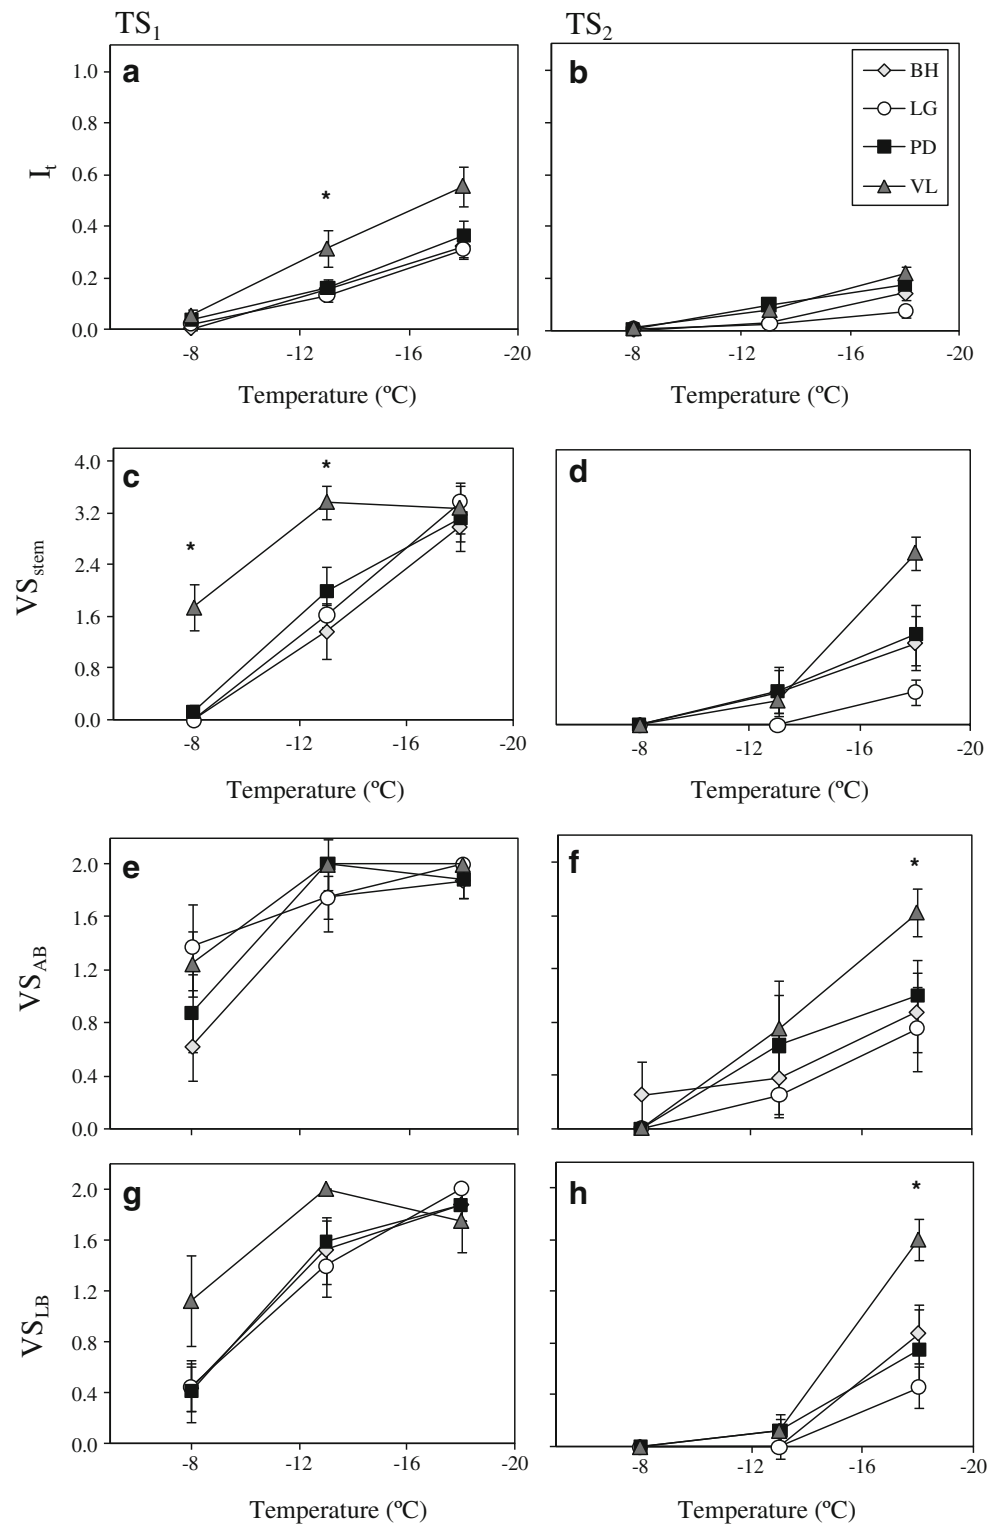 TS1 TS2
a b
BH
LG
PD
VL
It
1.0
0.8
0.6
0.4
0.2
0.0
*
-8 -12 -16 -20 -8 -12 -16 -20
Temperature (ºC) Temperature (ºC)
c d
VSstem
4.0
3.2
2.4
1.6
0.8
0.0
* *
-8 -12 -16 -20 -8 -12 -16 -20
Temperature (ºC) Temperature (ºC)
e f
VSAB
2.0
1.6
1.2
0.8
0.4
0.0
*
g h
VSLB
2.0
1.6
1.2
0.8
0.4
0.0
*
-8 -12 -16 -20 -8 -12 -16 -20
Temperature (ºC) Temperature (ºC)